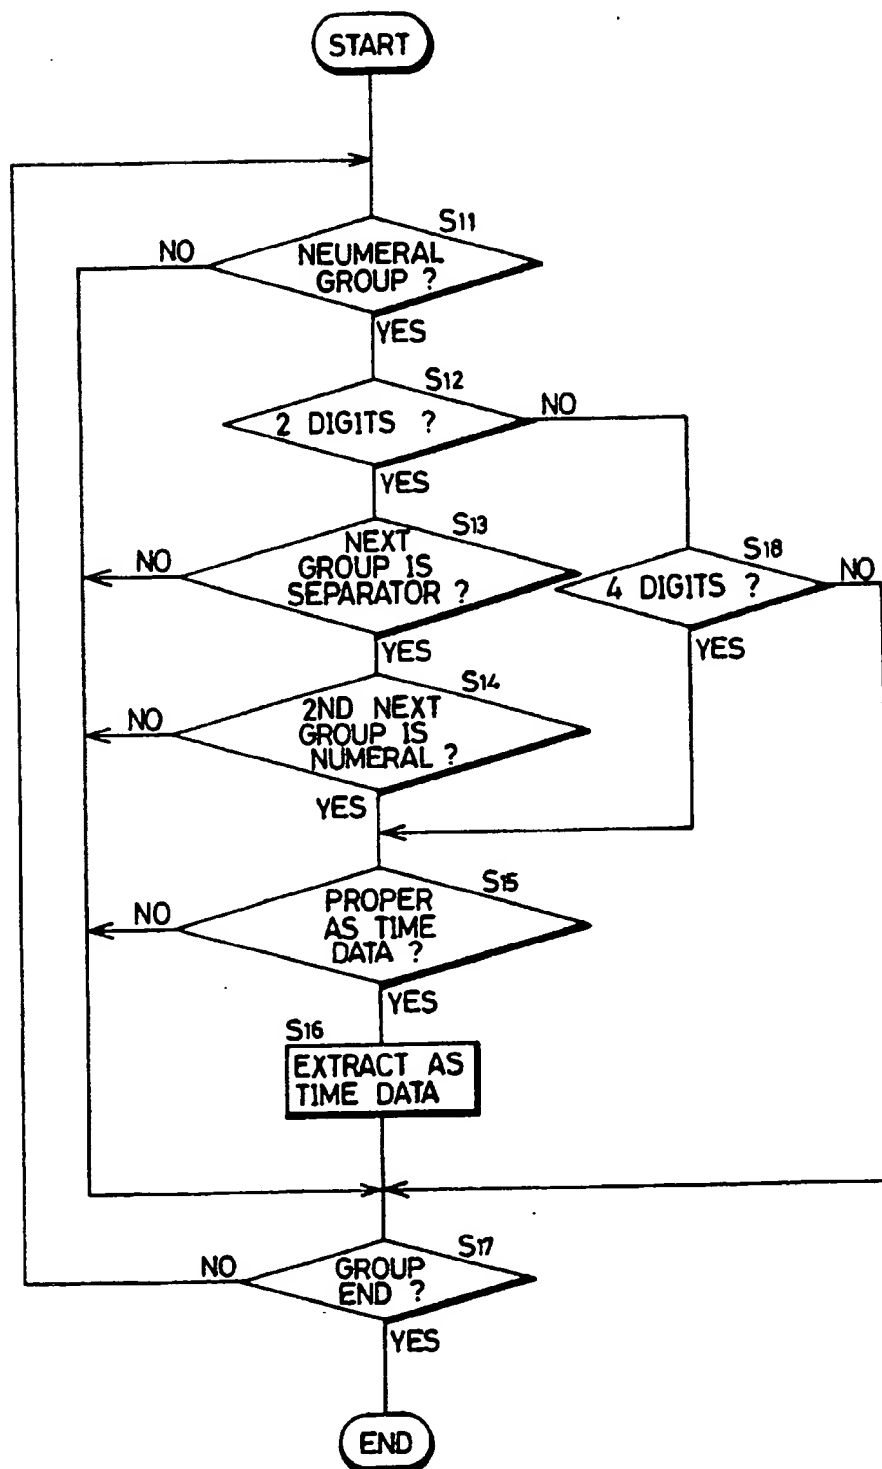 START
S11
NO
NEUMERAL
GROUP ?
YES
S12
2 DIGITS ?
NO
YES
S13
NEXT
GROUP IS
SEPARATOR ?
NO
YES
S18
4 DIGITS ?
NO
YES
S14
2ND NEXT
GROUP IS
NUMERAL ?
NO
YES
S15
PROPER
AS TIME
DATA ?
NO
YES
S16
EXTRACT AS
TIME DATA
S17
GROUP
END ?
NO
YES
END